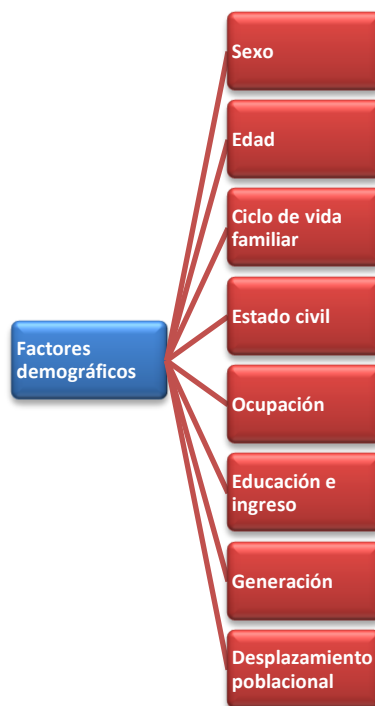 Sexo
Edad
Ciclo de vida
familiar
Estado civil
Factores
demográficos
Ocupación
Educación e
ingreso
Generación
Desplazamiento
poblacional